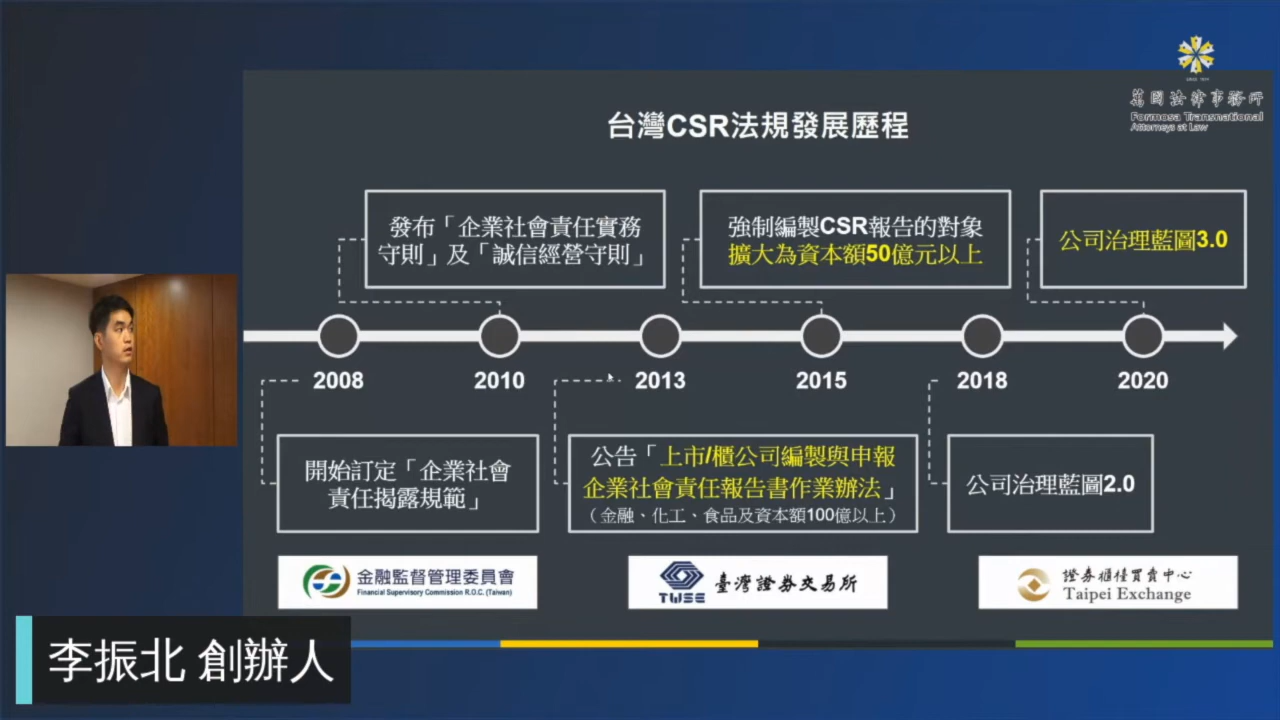 SINCE 1974
萬國法律事務所
Formosa Transnational
Attorneys at Law
台灣CSR法規發展歷程
發布「企業社會責任實務
守則」及「誠信經營守則」
強制編製CSR報告的對象
擴大為資本額50億元以上
公司治理藍圖3.0
2008
2010
2013
2015
2018
2020
開始訂定「企業社會
責任揭露規範」
公告「上市/櫃公司編製與申報
企業社會責任報告書作業辦法」
（金融、化工、食品及資本額100億以上）
公司治理藍圖2.0
金融監督管理委員會
Financial Supervisory Commission R.O.C. (Taiwan)
TWSE
臺灣證券交易所
證券櫃檯買賣中心
Taipei Exchange
李振北 創辦人